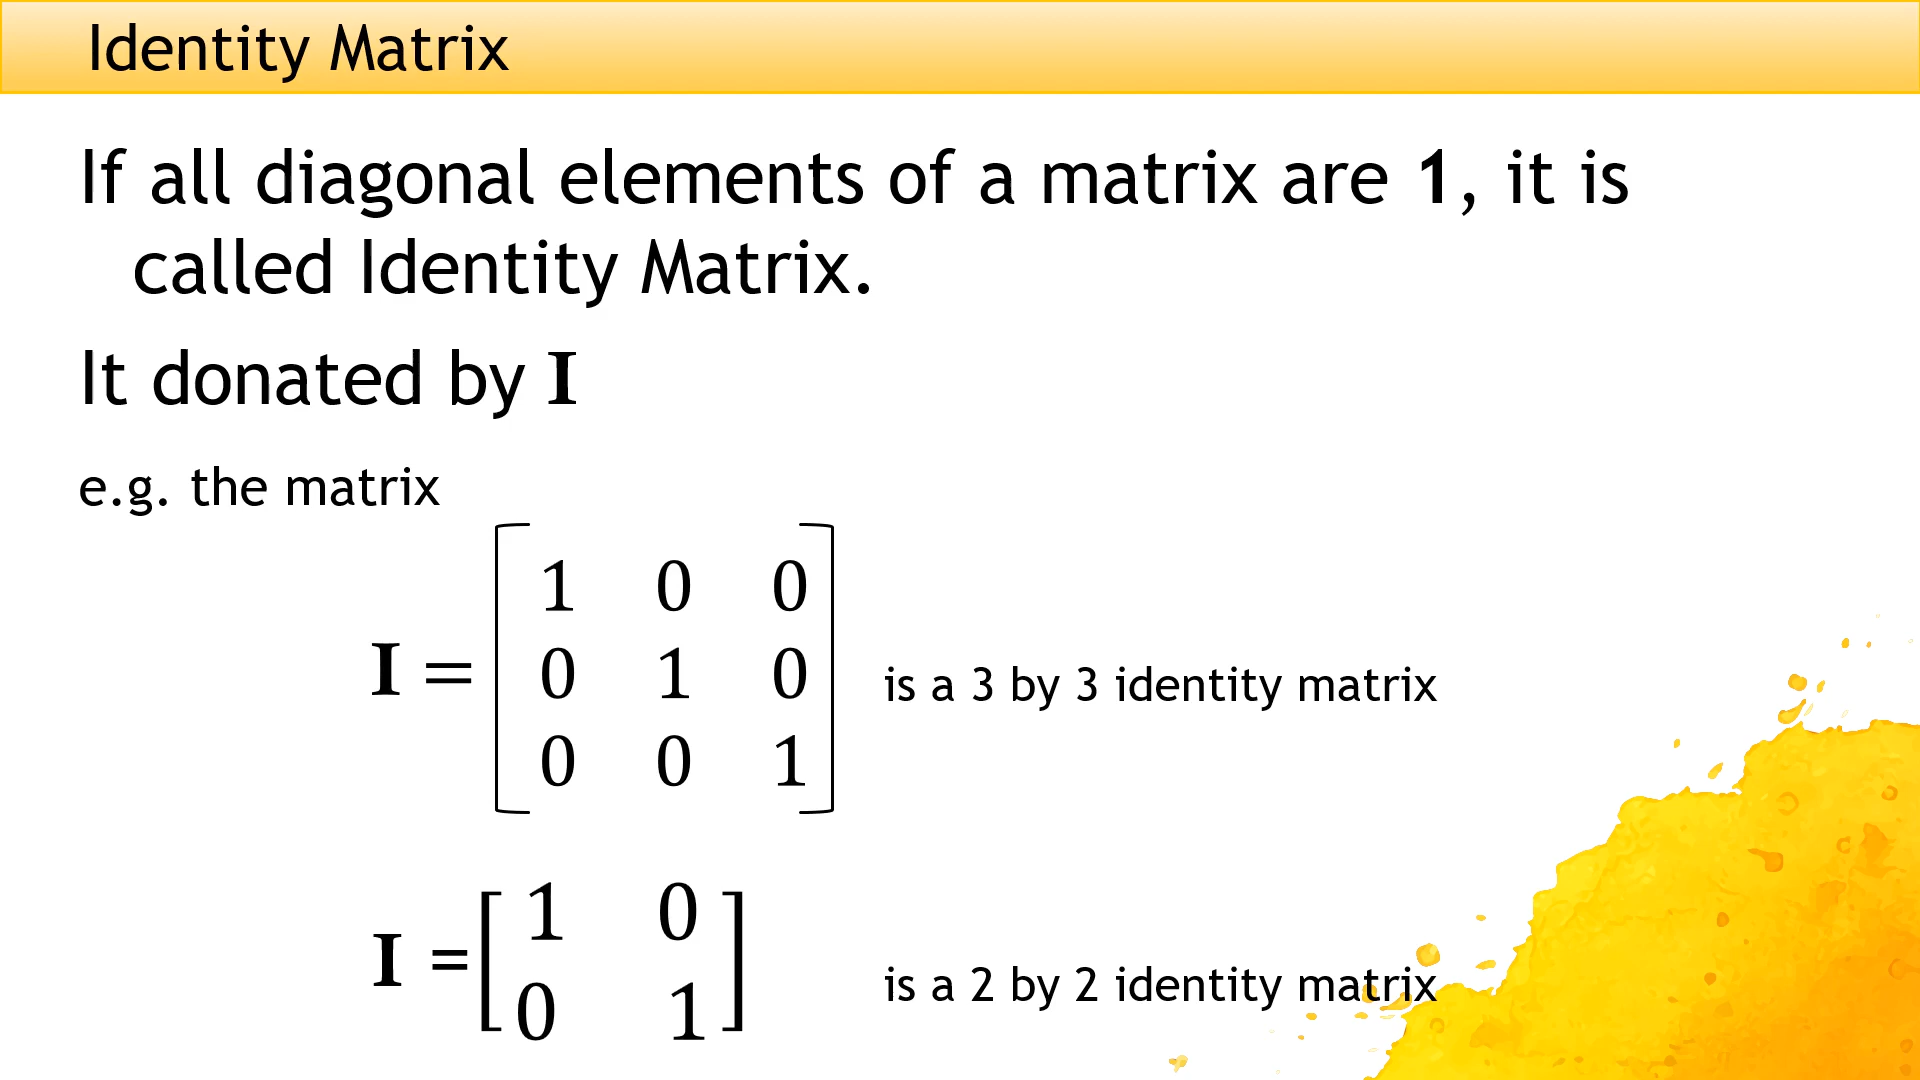 Identity Matrix
If all diagonal elements of a matrix are 1, it is
called Identity Matrix.
It donated by I
e.g. the matrix
I = [1 0 0
0 1 0
0 0 1] is a 3 by 3 identity matrix
I = [1 0
0 1] is a 2 by 2 identity matrix